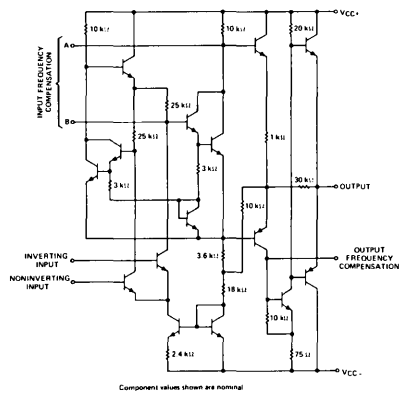 VCC+
10 kΩ
10 kΩ
20 kΩ
INPUT FREQUENCY
COMPENSATION
A
B
25 kΩ
25 kΩ
1 kΩ
3 kΩ
3 kΩ
30 kΩ
OUTPUT
10 kΩ
INVERTING
INPUT
NONINVERTING
INPUT
3.6 kΩ
18 kΩ
OUTPUT
FREQUENCY
COMPENSATION
10 kΩ
2.4 kΩ
75 Ω
VCC-
Component values shown are nominal